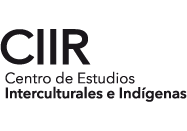 CIIR
Centro de Estudios
Interculturales e Indígenas